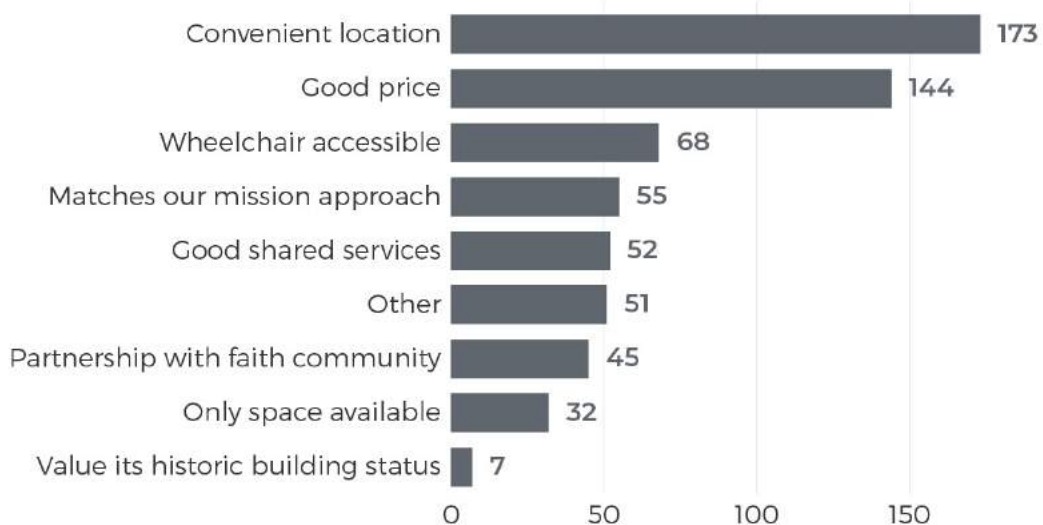 Convenient location 173
Good price 144
Wheelchair accessible 68
Matches our mission approach 55
Good shared services 52
Other 51
Partnership with faith community 45
Only space available 32
Value its historic building status 7
0 50 100 150